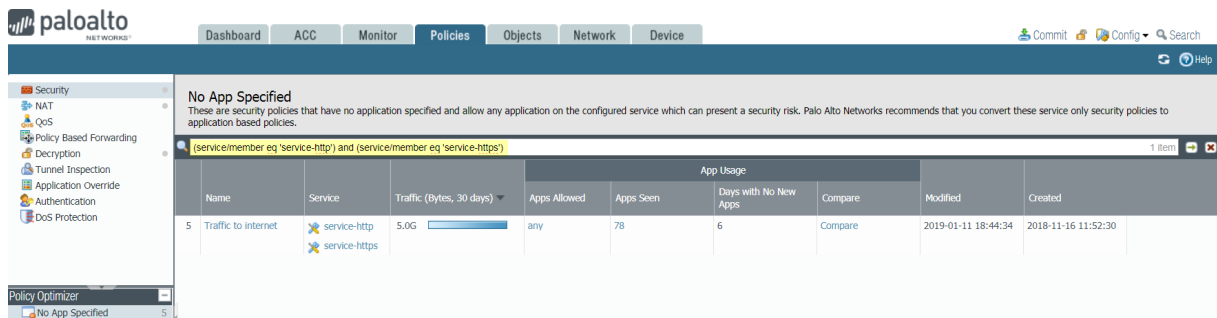 paloalto
NETWORKS®
Dashboard ACC Monitor Policies Objects Network Device
Commit Config Search
Help
Security
NAT
QoS
Policy Based Forwarding
Decryption
Tunnel Inspection
Application Override
Authentication
DoS Protection
Policy Optimizer
No App Specified 5
No App Specified
These are security policies that have no application specified and allow any application on the configured service which can present a security risk. Palo Alto Networks recommends that you convert these service only security policies to
application based policies.
(service/member eq 'service-http') and (service/member eq 'service-https')
1 item
App Usage
Name Service Traffic (Bytes, 30 days) Apps Allowed Apps Seen Days with No New Compare Modified Created
Apps
5 Traffic to internet service-http 5.0G any 78 6 Compare 2019-01-11 18:44:34 2018-11-16 11:52:30
service-https